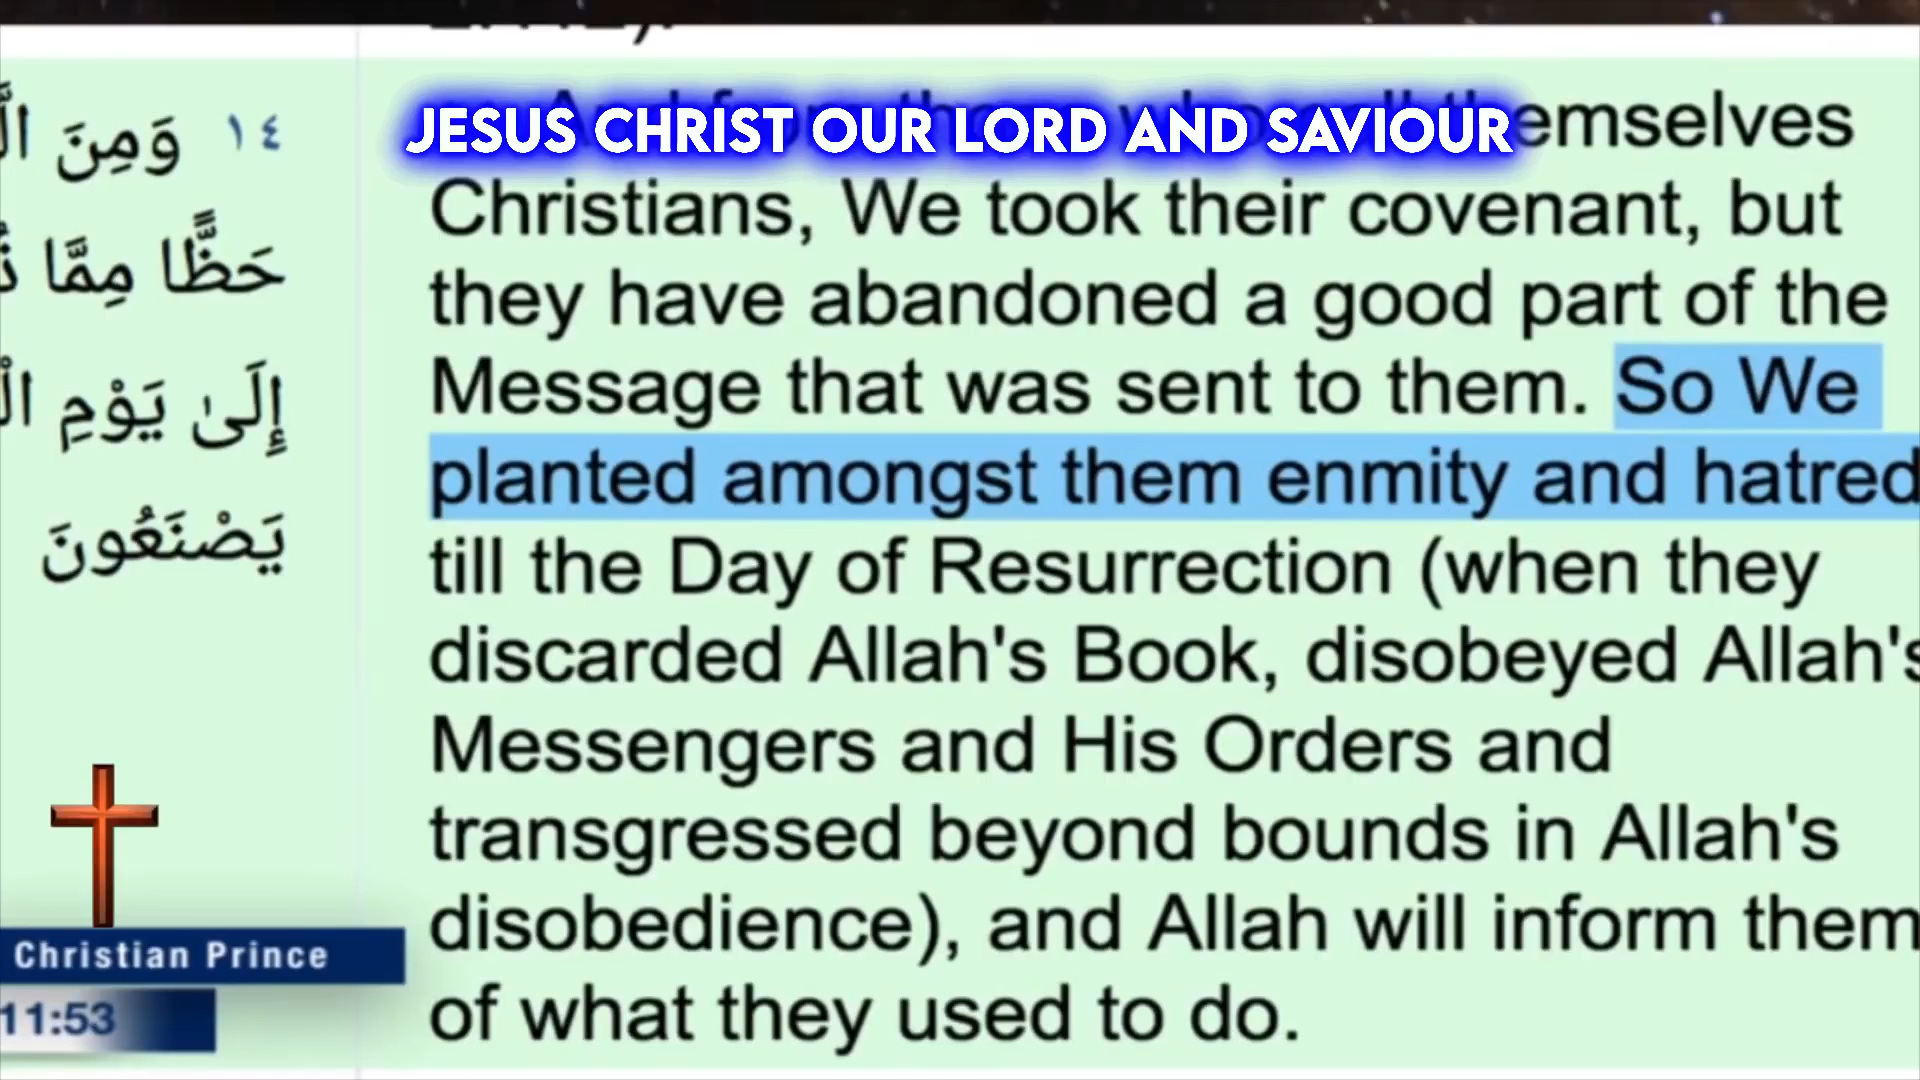 JESUS CHRIST OUR LORD AND SAVIOUR
emselves
Christians, We took their covenant, but
they have abandoned a good part of the
Message that was sent to them. So We
planted amongst them enmity and hatred
till the Day of Resurrection (when they
discarded Allah's Book, disobeyed Allah's
Messengers and His Orders and
transgressed beyond bounds in Allah's
disobedience), and Allah will inform them
of what they used to do.
١٤ وَمِنَ
حَظًّا مِمَّا
إِلَىٰ يَوْمِ
يَصْنَعُونَ
Christian Prince
11:53